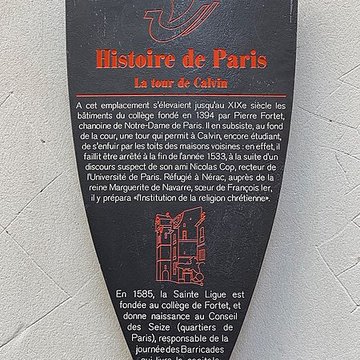 Histoire de Paris
La tour de Calvin
A cet emplacement s'élevaient jusqu'au XIXe siècle les
bâtiments du collège fondé en 1394 par Pierre Fortet,
chanoine de Notre-Dame de Paris. Il en subsiste, au fond
de la cour, une tour qui permit à Calvin, encore étudiant,
de s'enfuir par les toits des maisons voisines : en effet, il
faillit être arrêté à la fin de l'année 1533, à la suite d'un
discours suspect de son ami Nicolas Cop, recteur de
l'Université de Paris. Réfugié à Nérac, auprès de la
reine Marguerite de Navarre, sœur de François Ier,
il y prépara «l'Institution de la religion chrétienne».
En 1585, la Sainte Ligue est
fondée au collège de Fortet, et
donne naissance au Conseil
des Seize (quartiers de
Paris), responsable de la
journée des Barricades
qui livre la capitale